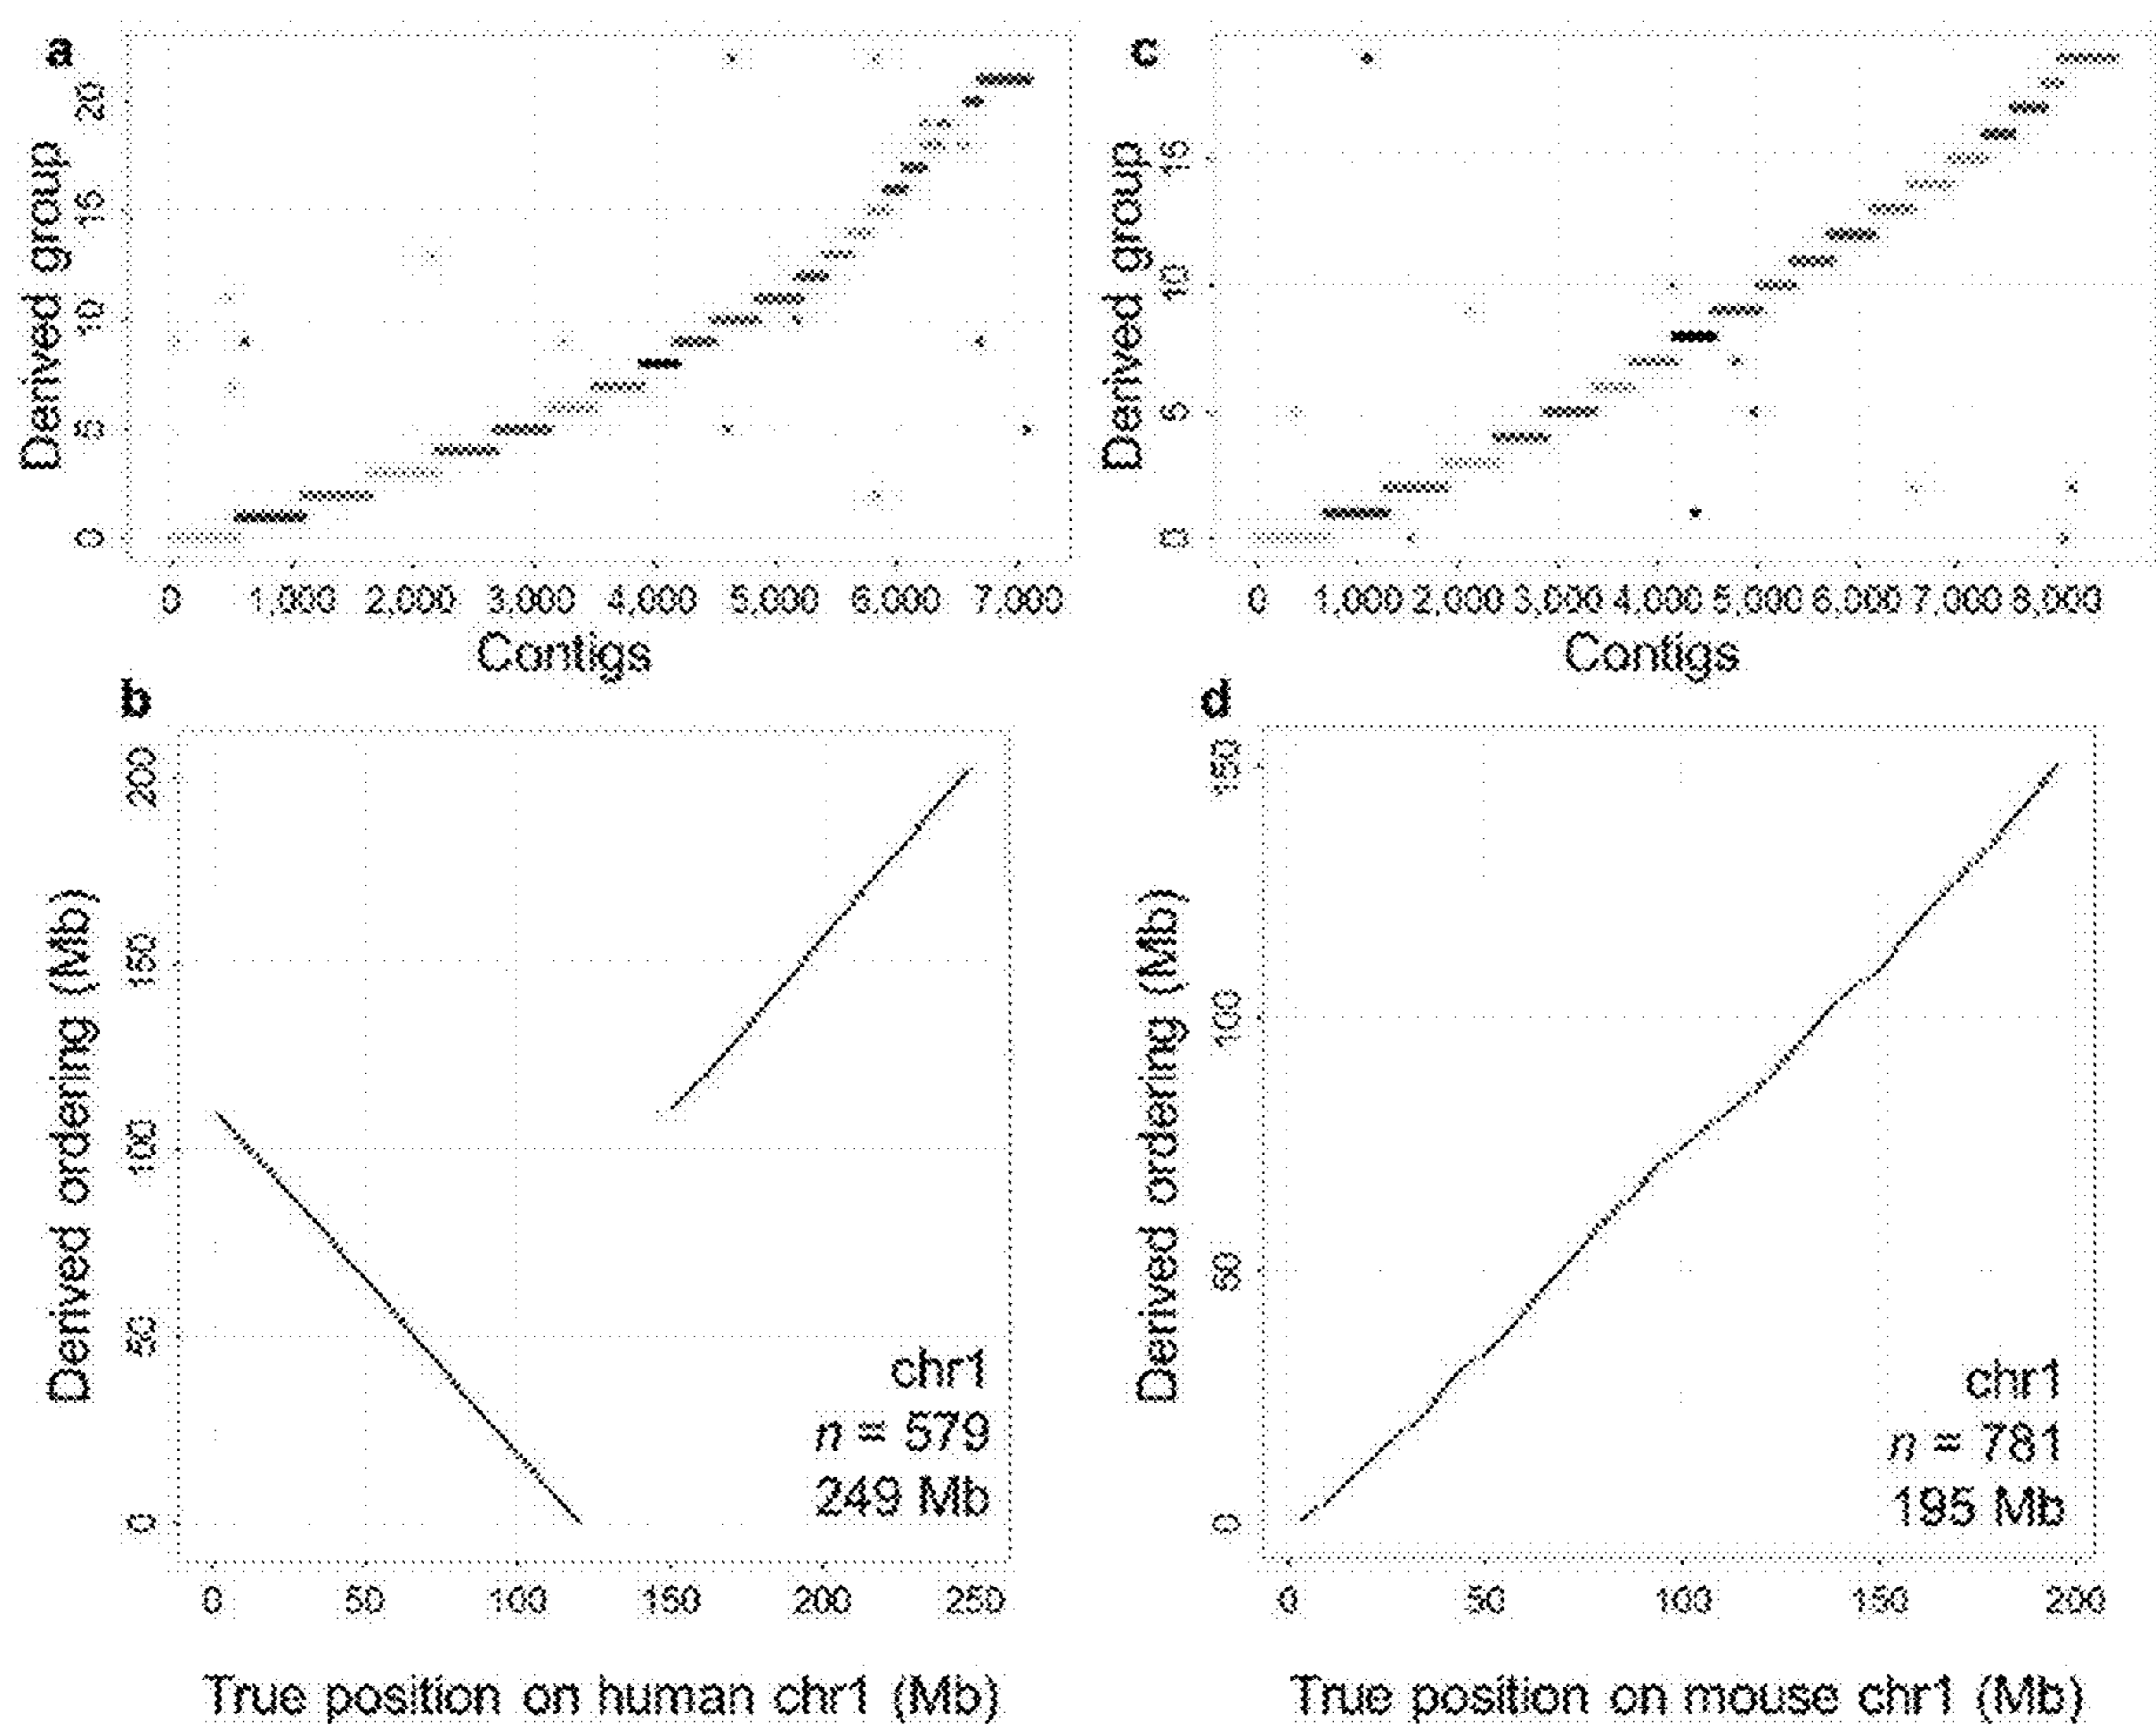 a
Derived group
20
15
10
5
0
0 1,000 2,000 3,000 4,000 5,000 6,000 7,000
Contigs
c
Derived group
15
10
5
0
0 1,000 2,000 3,000 4,000 5,000 6,000 7,000 8,000
Contigs
b
Derived ordering (Mb)
200
150
100
50
0
chr1
n = 579
249 Mb
0 50 100 150 200 250
True position on human chr1 (Mb)
d
Derived ordering (Mb)
150
100
50
0
chr1
n = 781
195 Mb
0 50 100 150 200
True position on mouse chr1 (Mb)